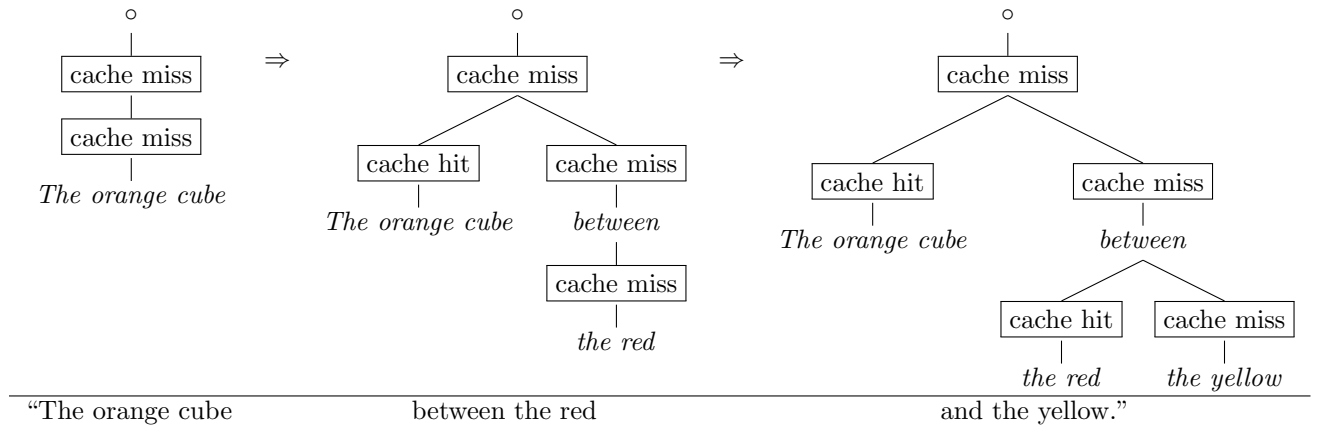 ⇒ ⇒
cache miss cache miss cache miss
cache miss
The orange cube
cache hit cache miss
The orange cube between
cache miss
the red
cache hit cache miss
The orange cube between
cache hit cache miss
the red the yellow
“The orange cube between the red and the yellow.”